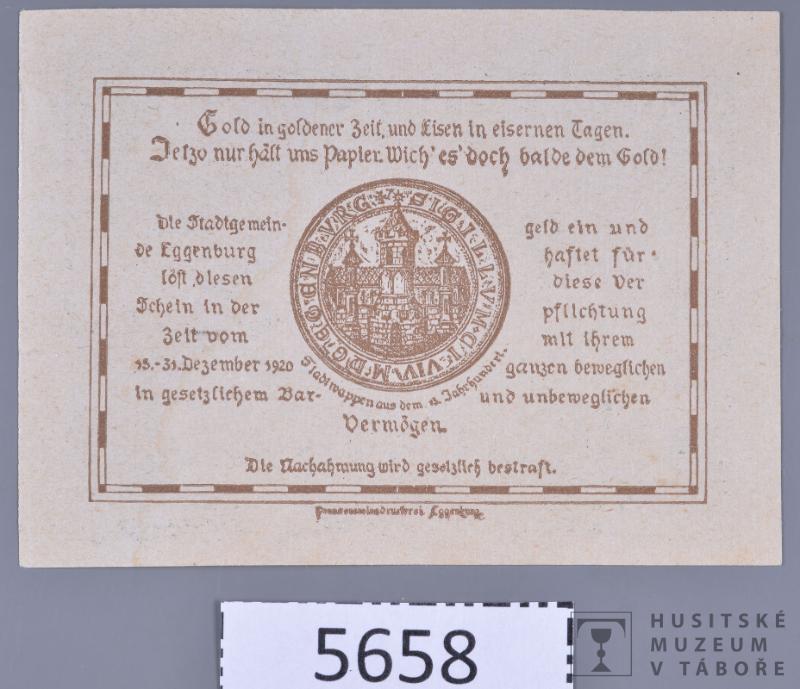 Gold in goldener Zeit, und Eisen in eisernen Tagen.
Jetzo nur hält uns Papier. Wich' es doch balde dem Gold!
Die Stadtgemein-
de Eggenburg
löst diesen
Schein in der
Zeit vom
15.-31. Dezember 1920
in gesetzlichem Bar-
SIGILLVM CIVIVM
Stadtwappen aus dem Jahrhundert.
geld ein und
haftet für
diese Ver
pflichtung
mit ihrem
ganzen beweglichen
und unbeweglichen
Vermögen.
Die Nachahmung wird gesetzlich bestraft.
Eggenburg
5658
HUSITSKÉ
MUZEUM
V TÁBOŘE